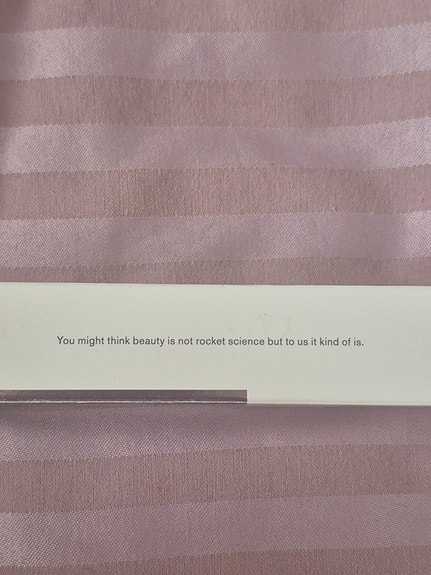 You might think beauty is not rocket science but to us it kind of is.